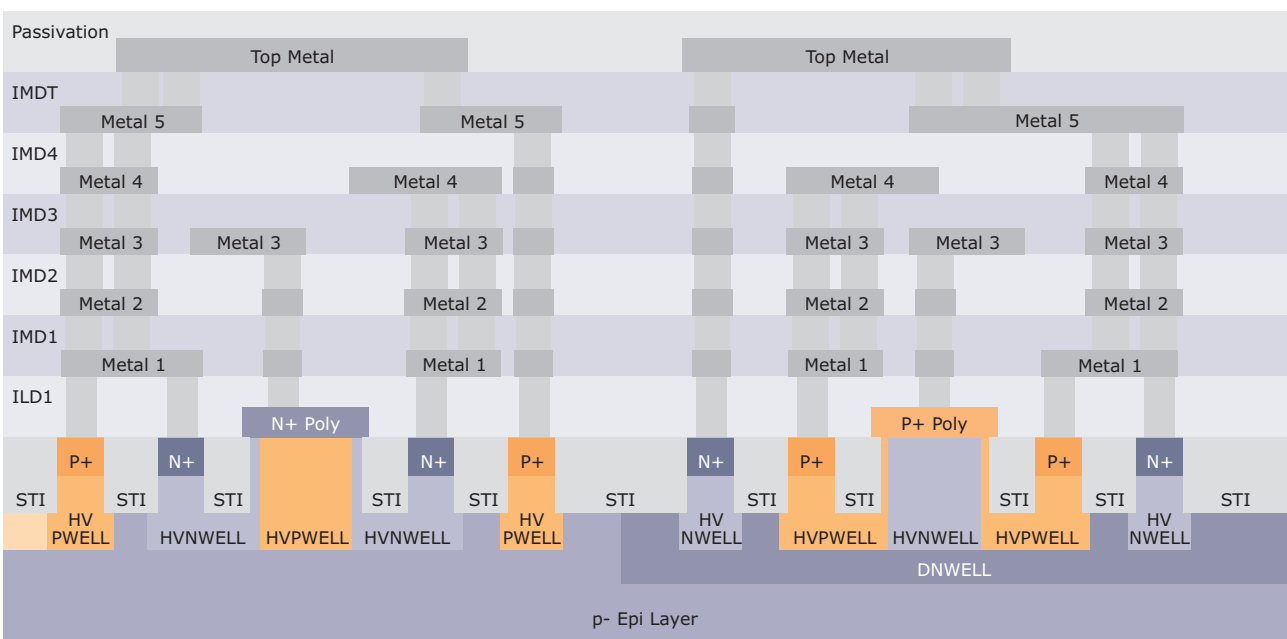 Passivation
Top Metal Top Metal
IMDT
Metal 5 Metal 5 Metal 5
IMD4
Metal 4 Metal 4 Metal 4 Metal 4
IMD3
Metal 3 Metal 3 Metal 3 Metal 3 Metal 3 Metal 3
IMD2
Metal 2 Metal 2 Metal 2 Metal 2
IMD1
Metal 1 Metal 1 Metal 1 Metal 1
ILD1
N+ Poly P+ Poly
P+ N+ N+ P+ N+ P+ P+ N+
STI STI STI STI STI STI STI STI STI STI STI
HV HV HV HV
PWELL HVNWELL HVPWELL HVNWELL PWELL NWELL HVPWELL HVNWELL HVPWELL NWELL
DNWELL
p- Epi Layer